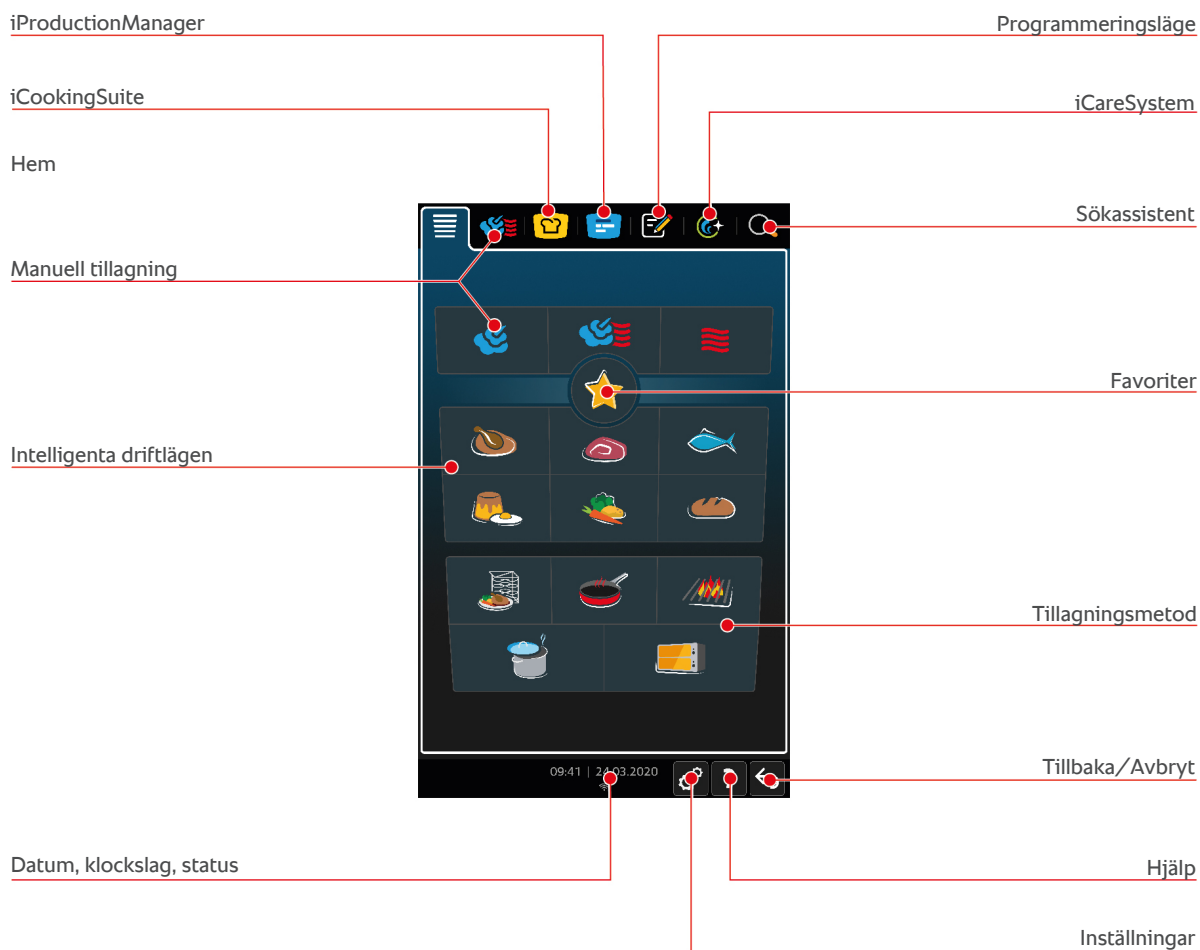 iProductionManager
Programmeringsläge
iCookingSuite
iCareSystem
Hem
Sökassistent
Manuell tillagning
Favoriter
Intelligenta driftlägen
Tillagningsmetod
09:41 | 24.03.2020
Tillbaka/Avbryt
Datum, klockslag, status
Hjälp
Inställningar